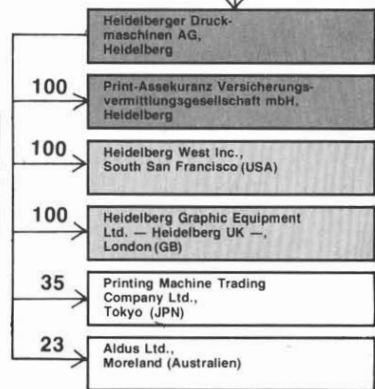 Heidelberger Druck-
maschinen AG,
Heidelberg
100
Print-Assekuranz Versicherungs-
vermittlungsgesellschaft mbH,
Heidelberg
100
Heidelberg West Inc.,
South San Francisco (USA)
100
Heidelberg Graphic Equipment
Ltd. — Heidelberg UK —,
London (GB)
35
Printing Machine Trading
Company Ltd.,
Tokyo (JPN)
23
Aldus Ltd.,
Moreland (Australien)